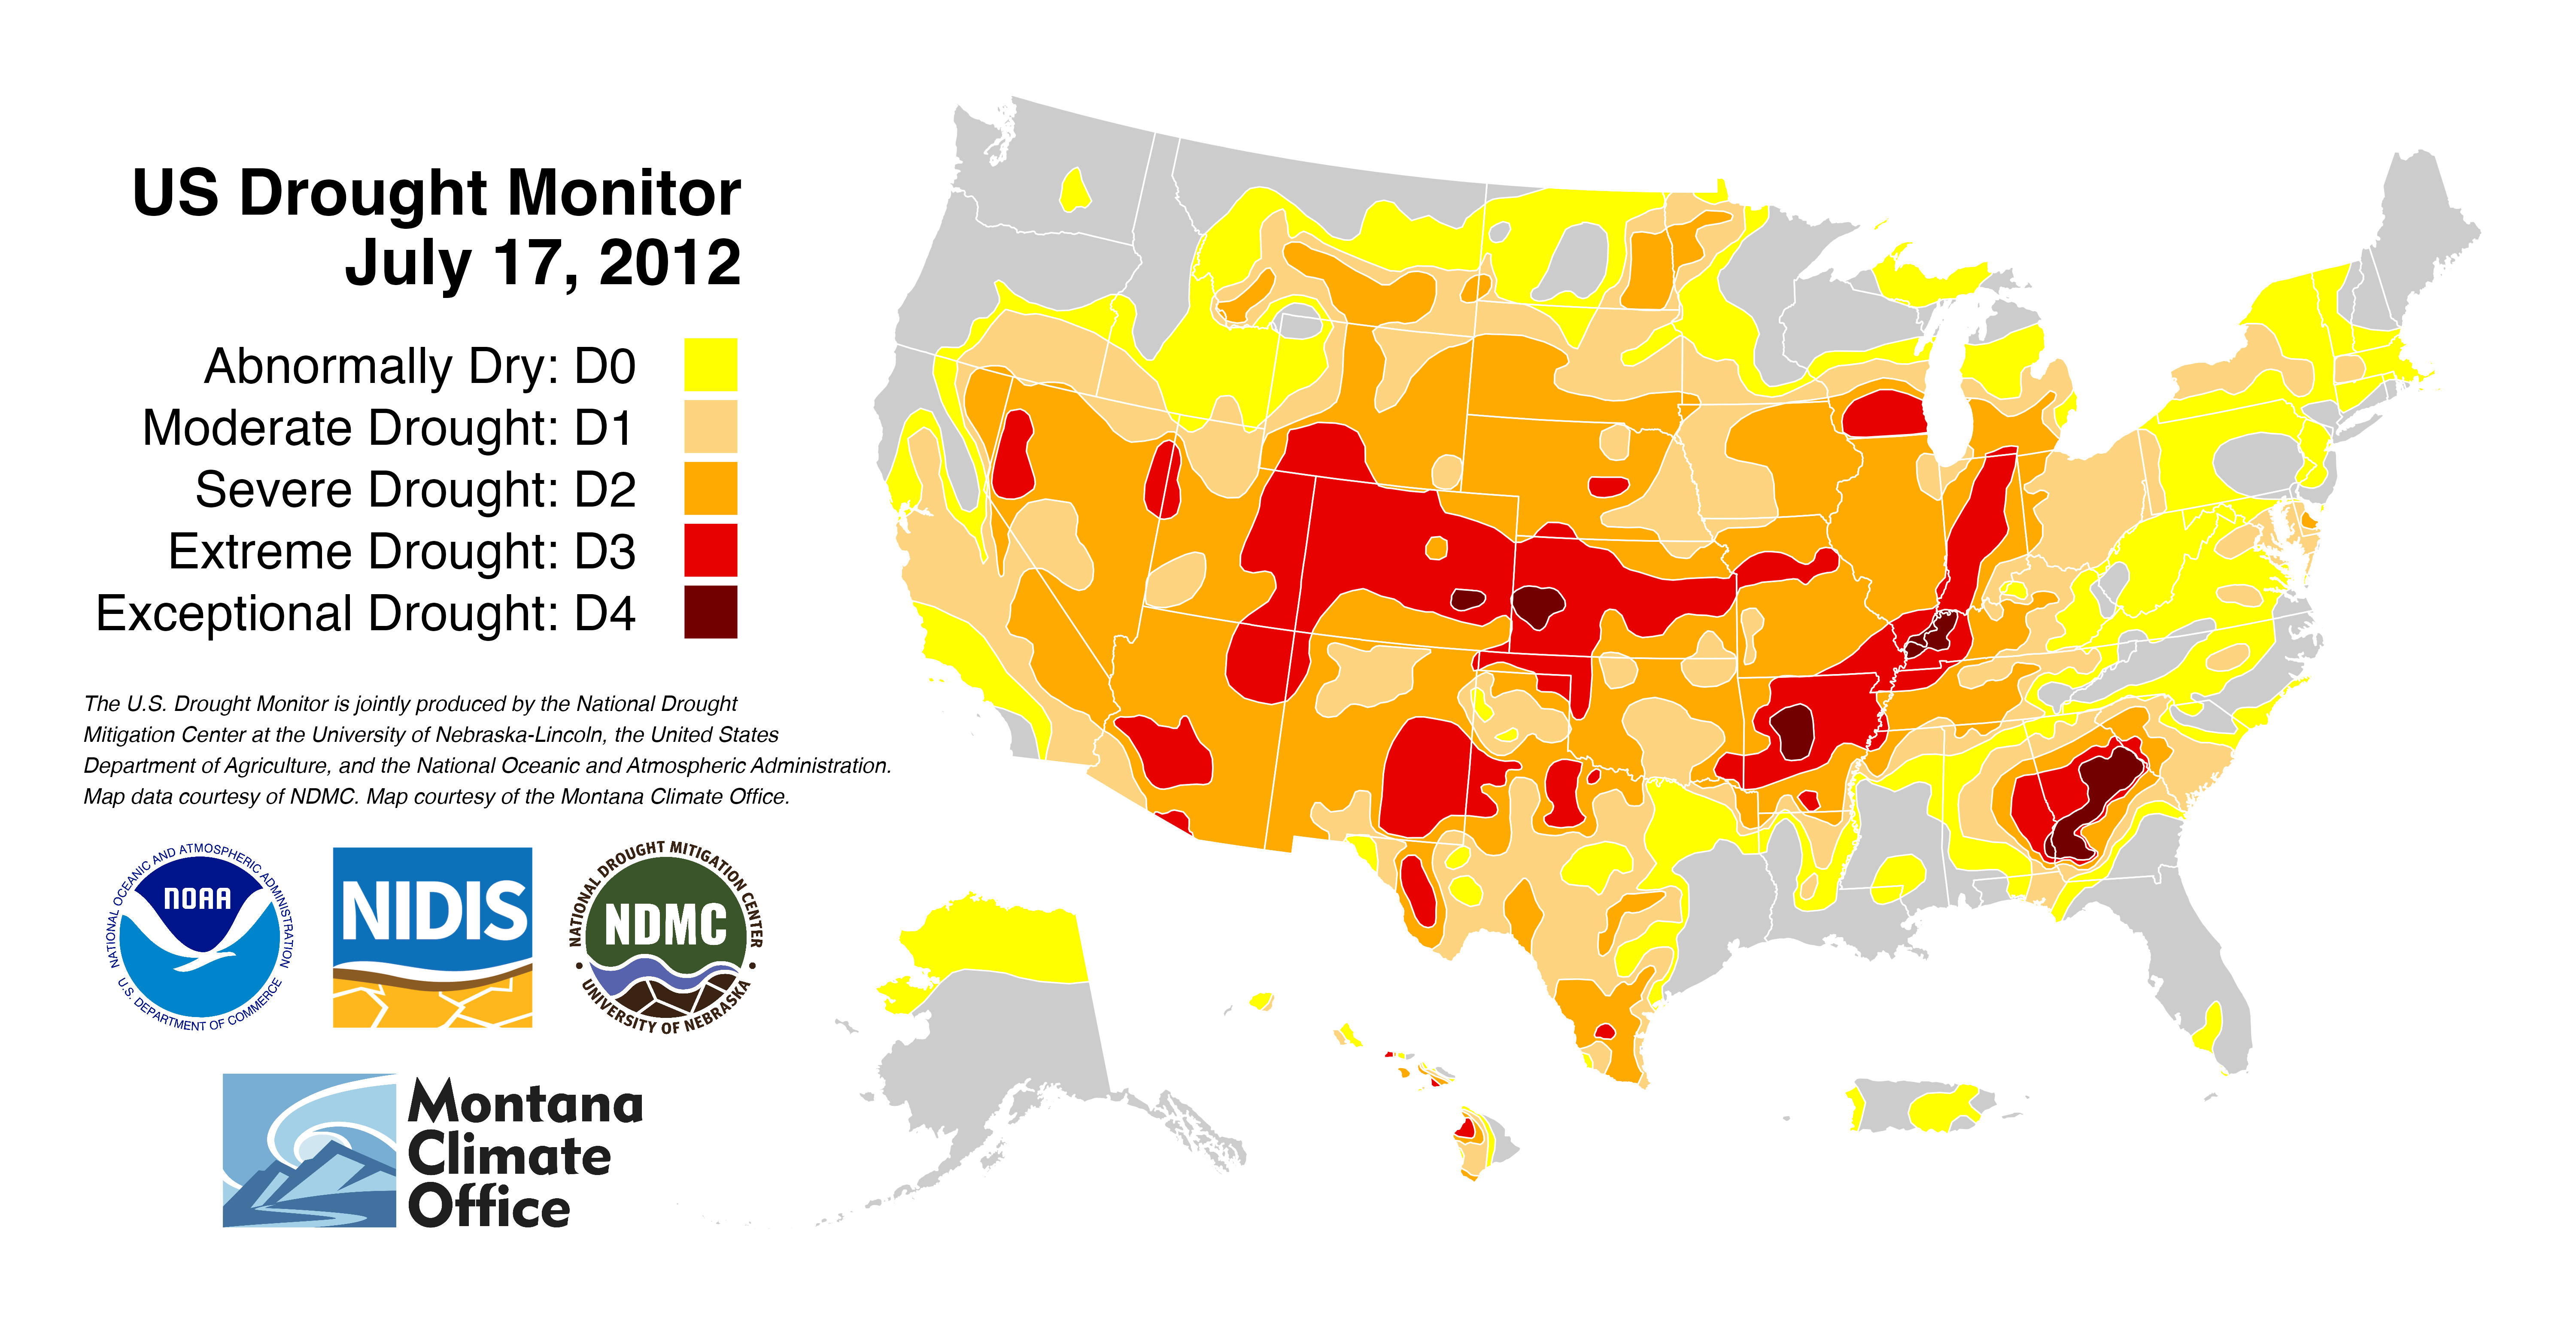 US Drought Monitor
July 17, 2012
Abnormally Dry: D0
Moderate Drought: D1
Severe Drought: D2
Extreme Drought: D3
Exceptional Drought: D4
The U.S. Drought Monitor is jointly produced by the National Drought
Mitigation Center at the University of Nebraska-Lincoln, the United States
Department of Agriculture, and the National Oceanic and Atmospheric Administration.
Map data courtesy of NDMC. Map courtesy of the Montana Climate Office.
NATIONAL OCEANIC AND ATMOSPHERIC ADMINISTRATION
NOAA
U.S. DEPARTMENT OF COMMERCE
NIDIS
NATIONAL DROUGHT MITIGATION CENTER
NDMC
UNIVERSITY OF NEBRASKA
Montana
Climate
Office